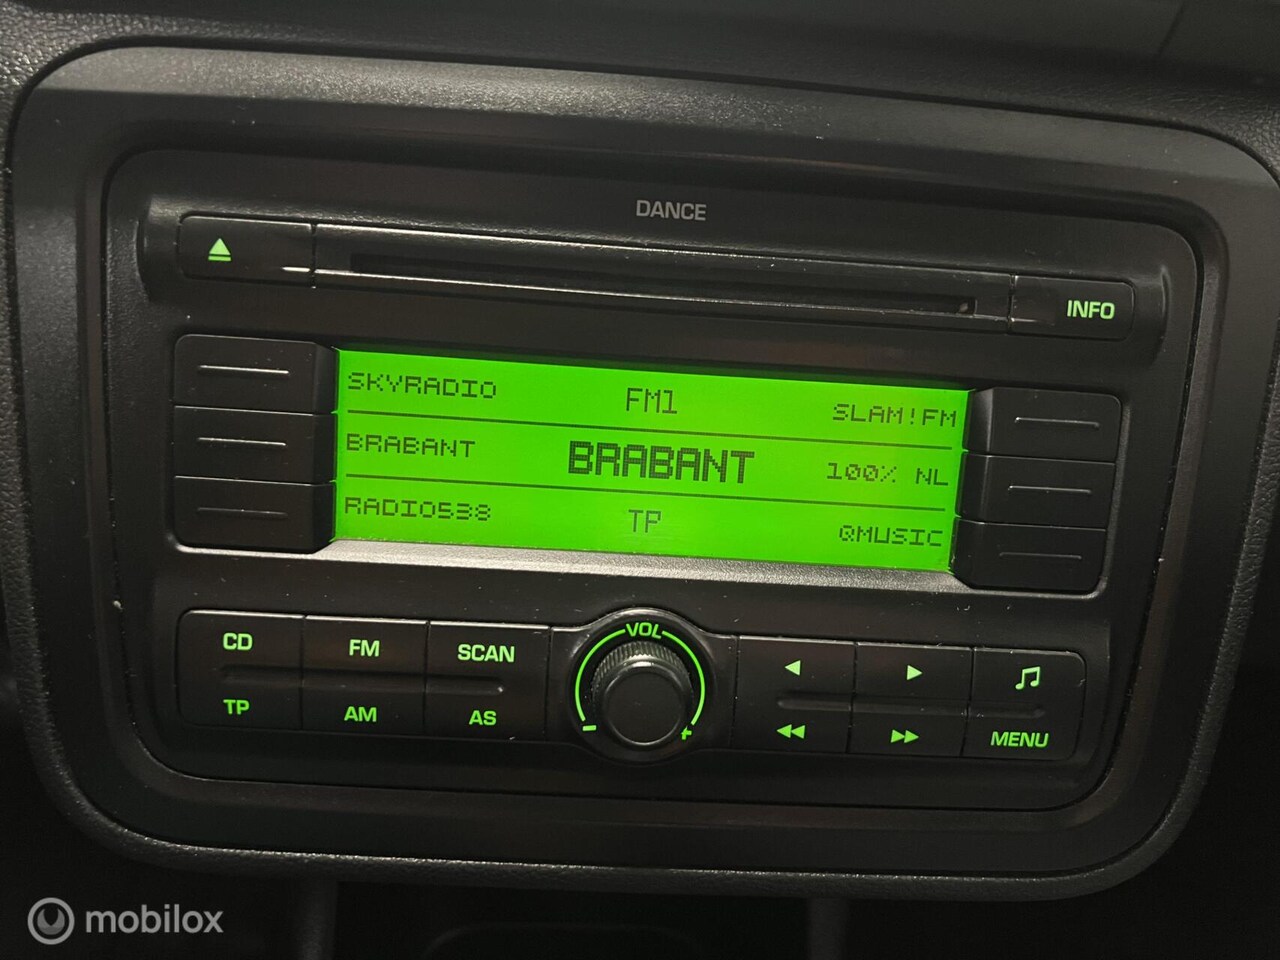 DANCE
INFO
SKYRADIO FM1 SLAM!FM
BRABANT BRABANT 100% NL
RADIO538 TP QMUSIC
CD FM SCAN VOL
TP AM AS - + MENU
mobilox